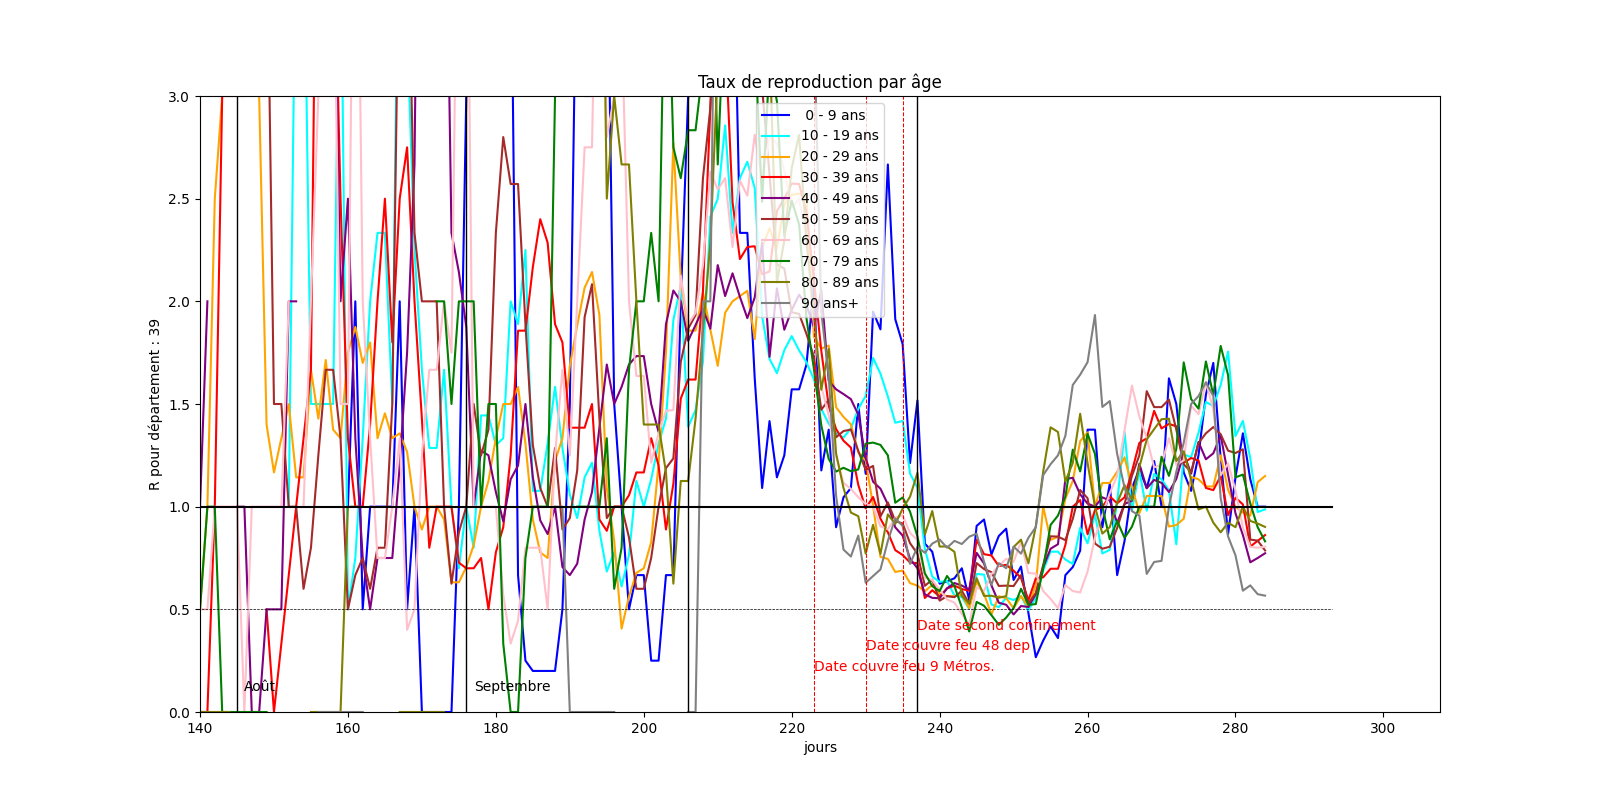 Taux de reproduction par âge
R pour département : 39
3.0
2.5
2.0
1.5
1.0
0.5
0.0
0 - 9 ans
10 - 19 ans
20 - 29 ans
30 - 39 ans
40 - 49 ans
50 - 59 ans
60 - 69 ans
70 - 79 ans
80 - 89 ans
90 ans+
Date second confinement
Date couvre feu 48 dep
Date couvre feu 9 Métros.
Août
Septembre
140 160 180 200 220 240 260 280 300
jours